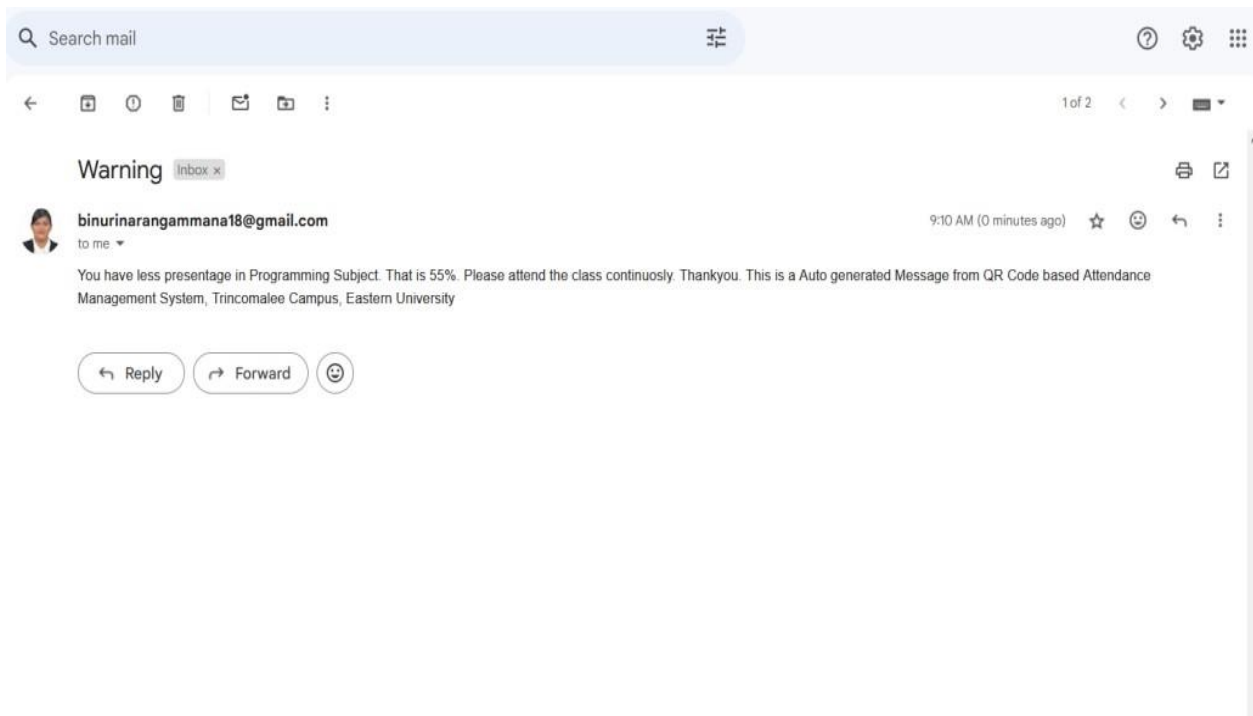 Search mail
1 of 2
Warning Inbox x
binurinarangammana18@gmail.com 9:10 AM (0 minutes ago)
to me
You have less presentage in Programming Subject. That is 55%. Please attend the class continuosly. Thankyou. This is a Auto generated Message from QR Code based Attendance
Management System, Trincomalee Campus, Eastern University
Reply Forward